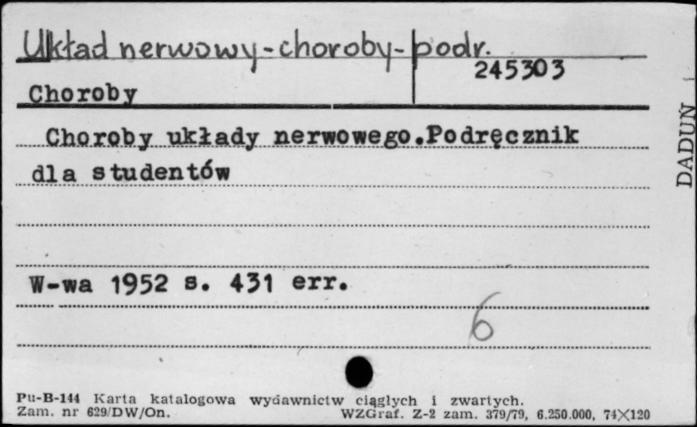 Układ nerwowy-choroby-podr.
245303
Choroby
Choroby układy nerwowego.Podręcznik
dla studentów
W-wa 1952 s. 431 err.
6
Pu-B-144 Karta katalogowa wydawnictw ciągłych i zwartych.
Zam. nr 629/DW/On. WZGraf. Z-2 zam. 379/79, 6.250.000, 74×120
DADUN